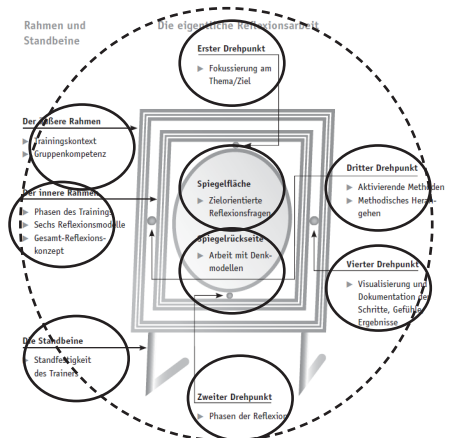 Rahmen und
Standbeine
Die eigentliche Reflexionsarbeit
Erster Drehpunkt
▶ Fokussierung am
Thema/Ziel
Der äußere Rahmen
▶ Trainingskontext
▶ Gruppenkompetenz
Der innere Rahmen
▶ Phasen des Trainings
▶ Sechs Reflexionsmodelle
▶ Gesamt-Reflexions-
konzept
Die Standbeine
▶ Standfestigkeit
des Trainers
Spiegelfläche
▶ Zielorientierte
Reflexionsfragen
Spiegelrückseite
▶ Arbeit mit Denk-
modellen
Dritter Drehpunkt
▶ Aktivierende Methoden
▶ Methodisches Heran-
gehen
Vierter Drehpunkt
▶ Visualisierung und
Dokumentation der
Schritte, Gefühle,
Ergebnisse
Zweiter Drehpunkt
▶ Phasen der Reflexion